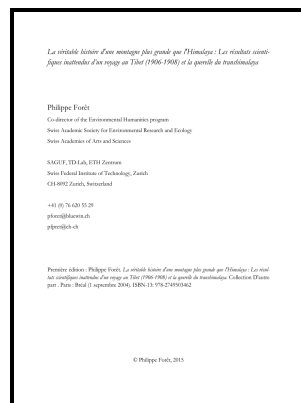 La véritable histoire d'une montagne plus grande que l'Himalaya : Les résultats scienti-
fiques inattendus d'un voyage au Tibet (1906-1908) et la querelle du transhimalaya
Philippe Forêt
Co-director of the Environmental Humanities program
Swiss Academic Society for Environmental Research and Ecology
Swiss Academies of Arts and Sciences
SAGUF, TD-Lab, ETH Zentrum
Swiss Federal Institute of Technology, Zurich
CH-8092 Zurich, Switzerland
+41 (0) 76 620 55 29
pforet@bluewin.ch
pfpret@eh-ch
Première édition : Philippe Forêt. La véritable histoire d'une montagne plus grande que l'Himalaya : Les résul-
tats scientifiques inattendus d'un voyage au Tibet (1906-1908) et la querelle du transhimalaya. Collection D'autre
part . Paris : Bréal (1 septembre 2004). ISBN-13: 978-2749503462
© Philippe Forêt, 2015